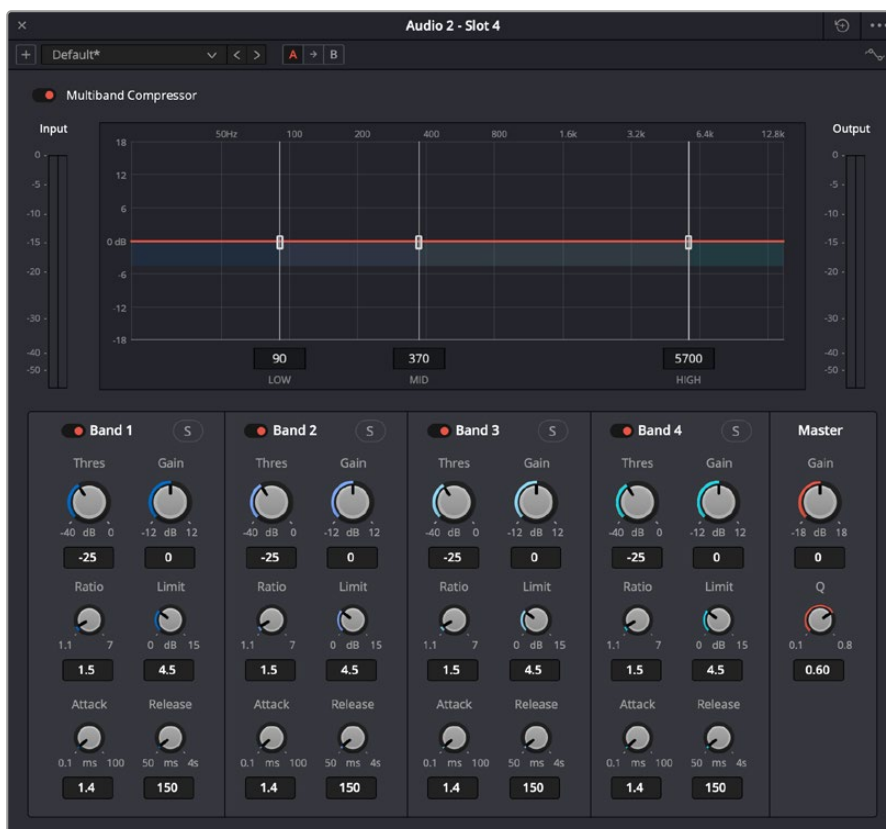 Audio 2 - Slot 4
Default*
A B
Multiband Compressor
Input
Output
50Hz 100 200 400 800 1.6k 3.2k 6.4k 12.8k
18
12
6
0 dB
-6
-12
-18
0
-5
-10
-15
-20
-30
-40
-50
0
-5
-10
-15
-20
-30
-40
-50
90 370 5700
LOW MID HIGH
Band 1 S Band 2 S Band 3 S Band 4 S Master
Thres Gain Thres Gain Thres Gain Thres Gain Gain
-40 dB 0 -12 dB 12 -40 dB 0 -12 dB 12 -40 dB 0 -12 dB 12 -40 dB 0 -12 dB 12 -18 dB 18
-25 0 -25 0 -25 0 -25 0 0
Ratio Limit Ratio Limit Ratio Limit Ratio Limit Q
1.1 7 0 dB 15 1.1 7 0 dB 15 1.1 7 0 dB 15 1.1 7 0 dB 15 0.1 0.8
1.5 4.5 1.5 4.5 1.5 4.5 1.5 4.5 0.60
Attack Release Attack Release Attack Release Attack Release
0.1 ms 100 50 ms 4s 0.1 ms 100 50 ms 4s 0.1 ms 100 50 ms 4s 0.1 ms 100 50 ms 4s
1.4 150 1.4 150 1.4 150 1.4 150